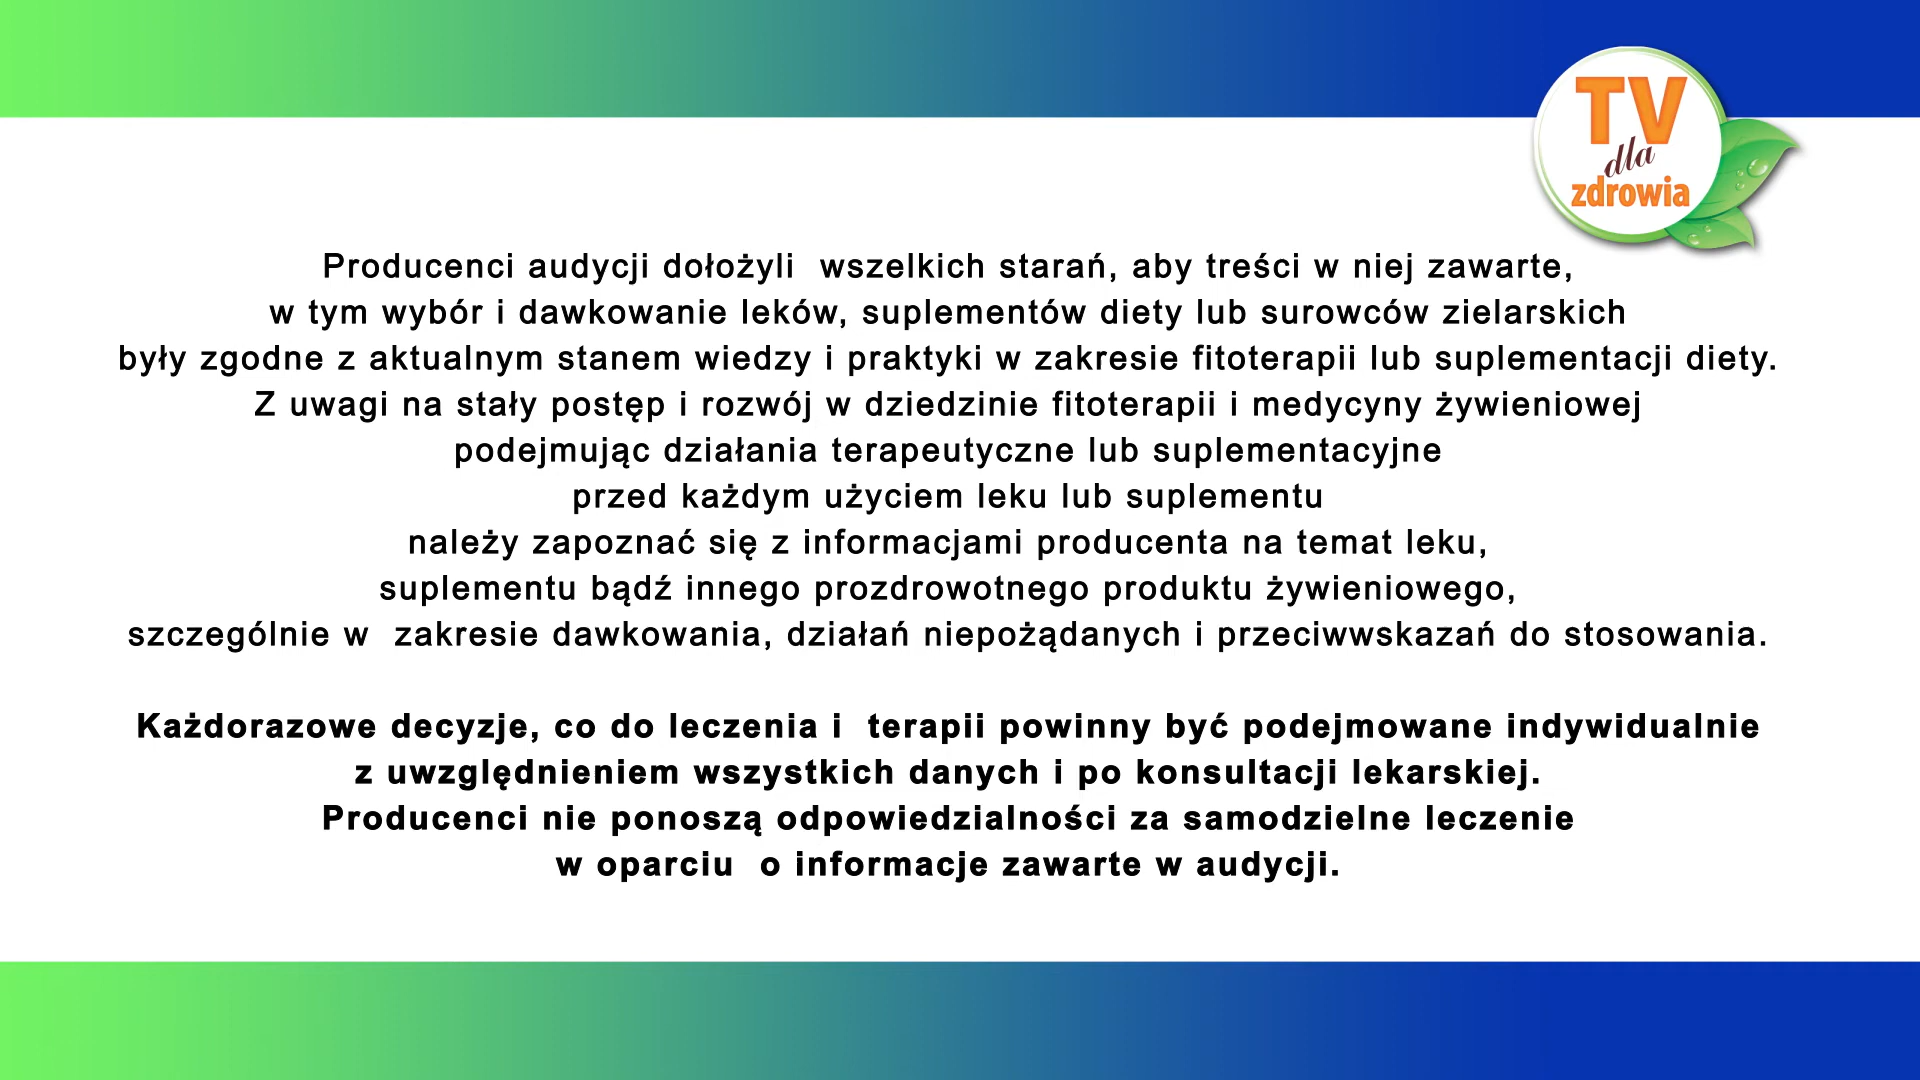 TV
dla
zdrowia
Producenci audycji dołożyli  wszelkich starań, aby treści w niej zawarte,
w tym wybór i dawkowanie leków, suplementów diety lub surowców zielarskich
były zgodne z aktualnym stanem wiedzy i praktyki w zakresie fitoterapii lub suplementacji diety.
Z uwagi na stały postęp i rozwój w dziedzinie fitoterapii i medycyny żywieniowej
podejmując działania terapeutyczne lub suplementacyjne
przed każdym użyciem leku lub suplementu
należy zapoznać się z informacjami producenta na temat leku,
suplementu bądź innego prozdrowotnego produktu żywieniowego,
szczególnie w  zakresie dawkowania, działań niepożądanych i przeciwwskazań do stosowania.
Każdorazowe decyzje, co do leczenia i  terapii powinny być podejmowane indywidualnie
z uwzględnieniem wszystkich danych i po konsultacji lekarskiej.
Producenci nie ponoszą odpowiedzialności za samodzielne leczenie
w oparciu  o informacje zawarte w audycji.